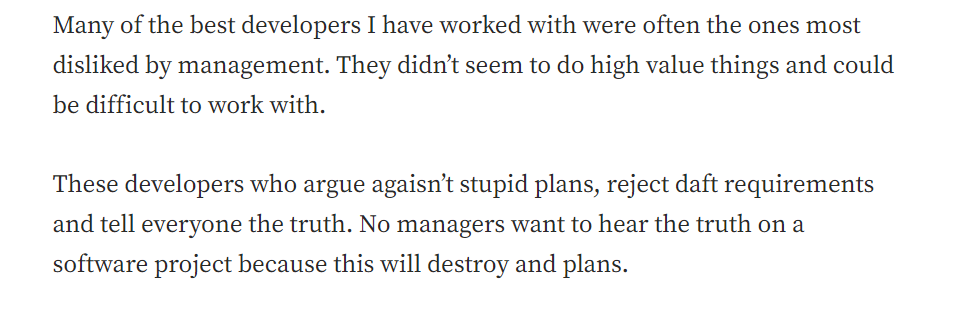 Many of the best developers I have worked with were often the ones most
disliked by management. They didn’t seem to do high value things and could
be difficult to work with.
These developers who argue agaisn’t stupid plans, reject daft requirements
and tell everyone the truth. No managers want to hear the truth on a
software project because this will destroy and plans.